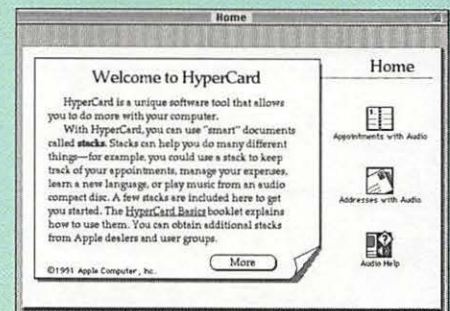 Home
Welcome to HyperCard
HyperCard is a unique software tool that allows
you to do more with your computer.
With HyperCard, you can use "smart" documents
called stacks. Stacks can help you do many different
things—for example, you could use a stack to keep
track of your appointments, manage your expenses,
learn a new language, or play music from an audio
compact disc. A few stacks are included here to get
you started. The HyperCard Basics booklet explains
how to use them. You can obtain additional stacks
from Apple dealers and user groups.
©1991 Apple Computer, Inc.
More
Home
Appointments with Audio
Addresses with Audio
Audio Help